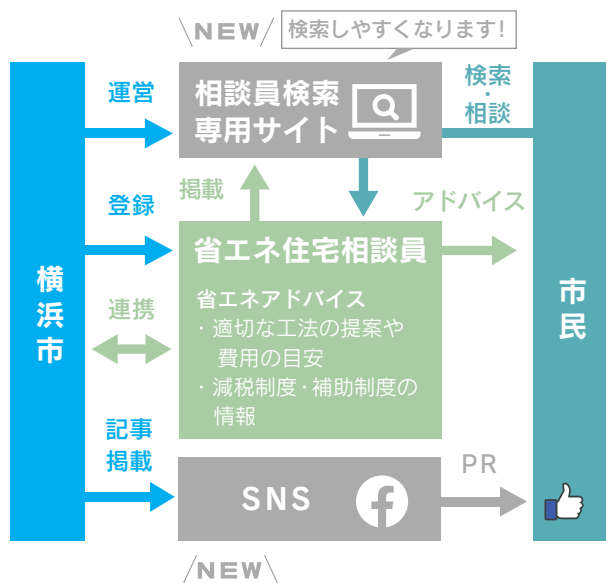 \NEW/
検索しやすくなります!
運営
相談員検索
専用サイト
検索
・
相談
掲載
登録
アドバイス
横浜市
省エネ住宅相談員
市民
連携
省エネアドバイス
・適切な工法の提案や
費用の目安
・減税制度・補助制度の
情報
記事
掲載
SNS
PR
/NEW\